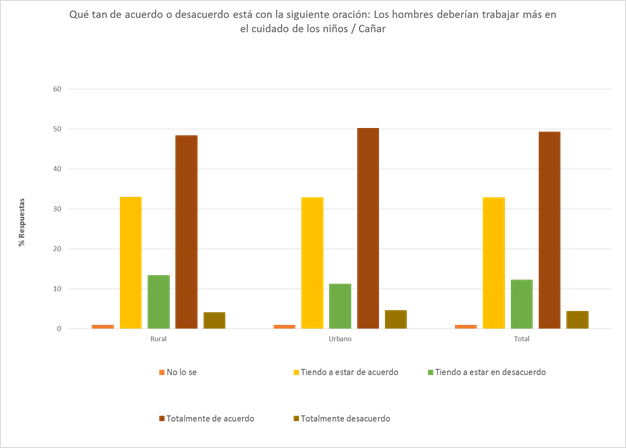 Qué tan de acuerdo o desacuerdo está con la siguiente oración: Los hombres deberían trabajar más en
el cuidado de los niños / Cañar
60
50
40
30
20
10
0
% Respuestas
Rural
Urbano
Total
No lo se
Tiendo a estar de acuerdo
Tiendo a estar en desacuerdo
Totalmente de acuerdo
Totalmente desacuerdo